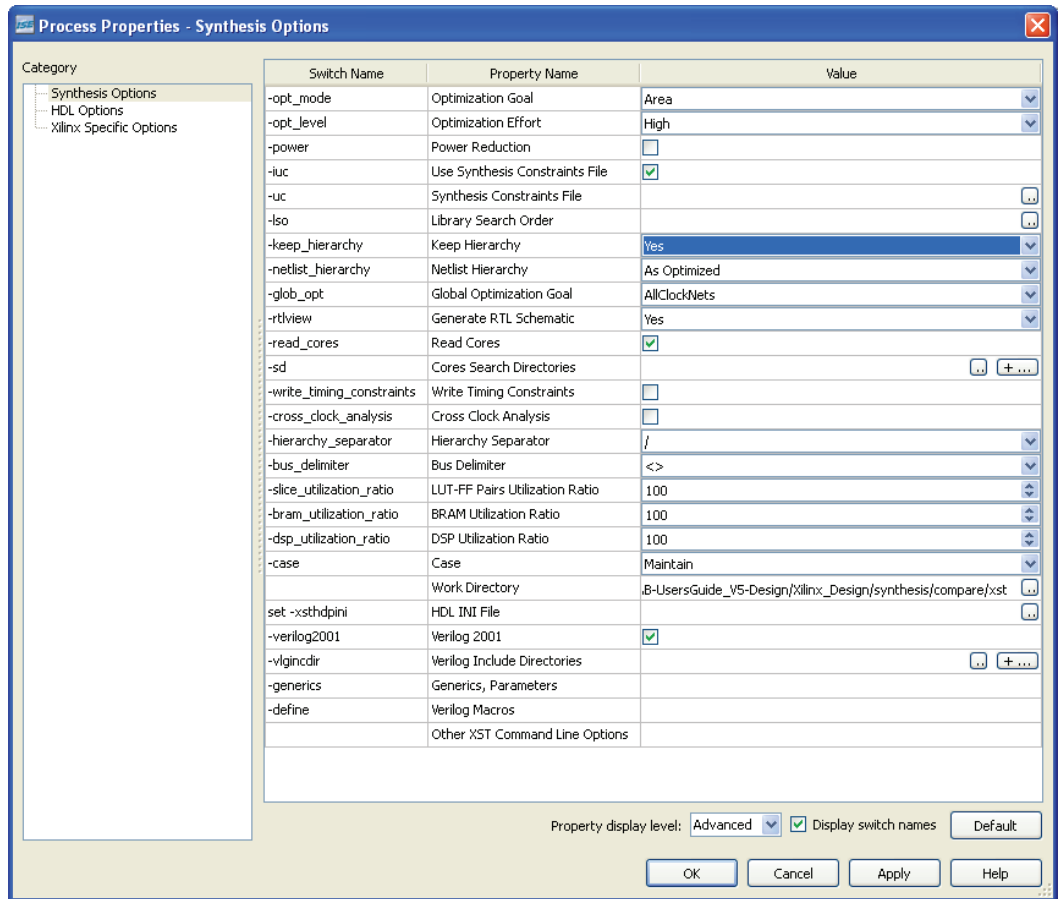 ISE Process Properties - Synthesis Options
Category
Synthesis Options
HDL Options
Xilinx Specific Options
Switch Name Property Name Value
-opt_mode Optimization Goal Area
-opt_level Optimization Effort High
-power Power Reduction
-iuc Use Synthesis Constraints File
-uc Synthesis Constraints File ..
-lso Library Search Order ..
-keep_hierarchy Keep Hierarchy Yes
-netlist_hierarchy Netlist Hierarchy As Optimized
-glob_opt Global Optimization Goal AllClockNets
-rtlview Generate RTL Schematic Yes
-read_cores Read Cores
-sd Cores Search Directories .. + ...
-write_timing_constraints Write Timing Constraints
-cross_clock_analysis Cross Clock Analysis
-hierarchy_separator Hierarchy Separator /
-bus_delimiter Bus Delimiter <>
-slice_utilization_ratio LUT-FF Pairs Utilization Ratio 100
-bram_utilization_ratio BRAM Utilization Ratio 100
-dsp_utilization_ratio DSP Utilization Ratio 100
-case Case Maintain
Work Directory .B-UsersGuide_V5-Design/Xilinx_Design/synthesis/compare/xst ..
set -xsthdpini HDL INI File ..
-verilog2001 Verilog 2001
-vlgincdir Verilog Include Directories .. + ...
-generics Generics, Parameters
-define Verilog Macros
Other XST Command Line Options
Property display level: Advanced Display switch names Default
OK Cancel Apply Help